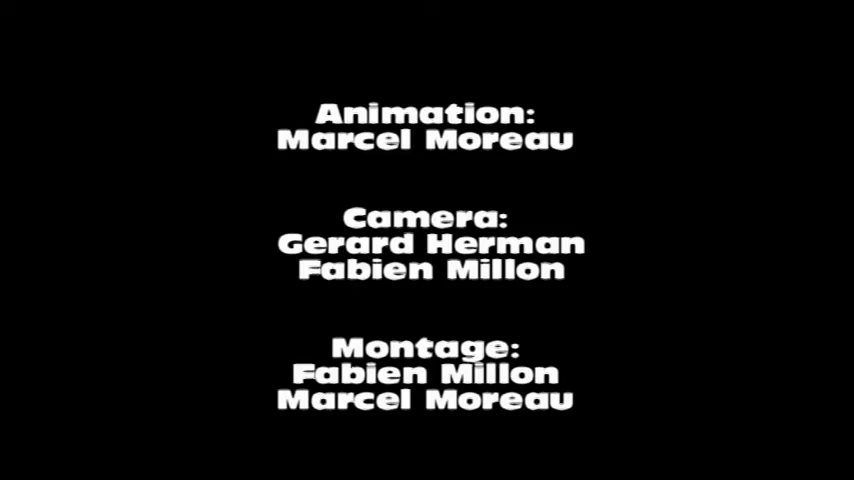 Animation:
Marcel Moreau
Camera:
Gerard Herman
Fabien Millon
Montage:
Fabien Millon
Marcel Moreau